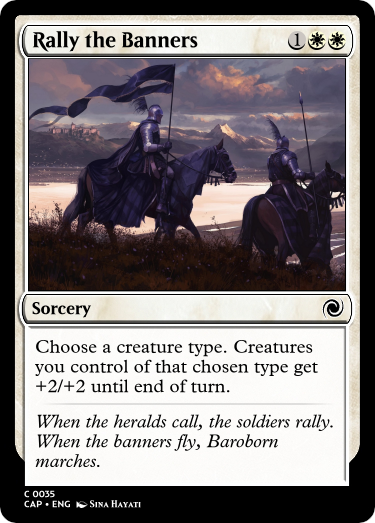 Rally the Banners 1
Sorcery
Choose a creature type. Creatures
you control of that chosen type get
+2/+2 until end of turn.
When the heralds call, the soldiers rally.
When the banners fly, Baroborn
marches.
C 0035
CAP • ENG Sina Hayati